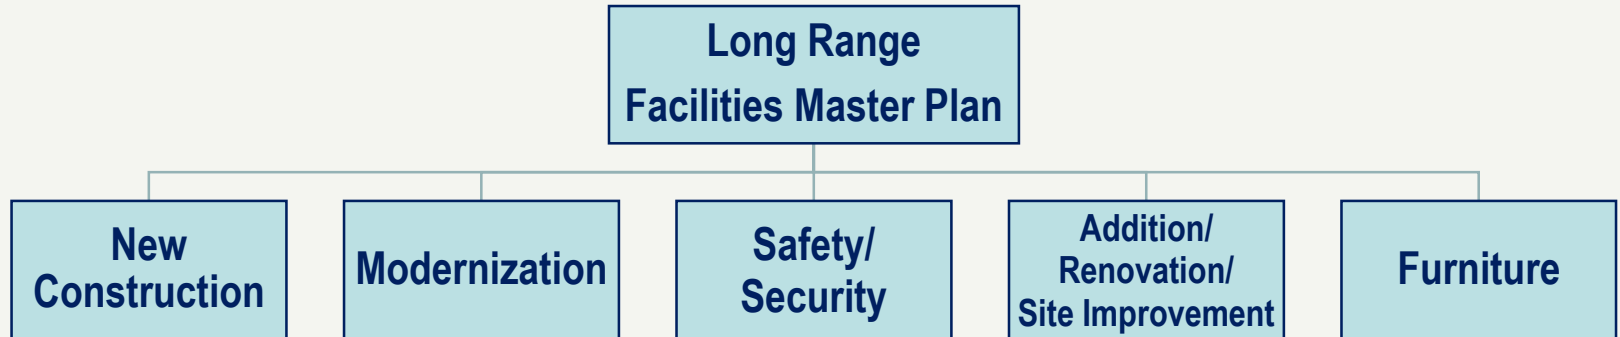 Long Range
Facilities Master Plan
New
Construction
Modernization
Safety/
Security
Addition/
Renovation/
Site Improvement
Furniture